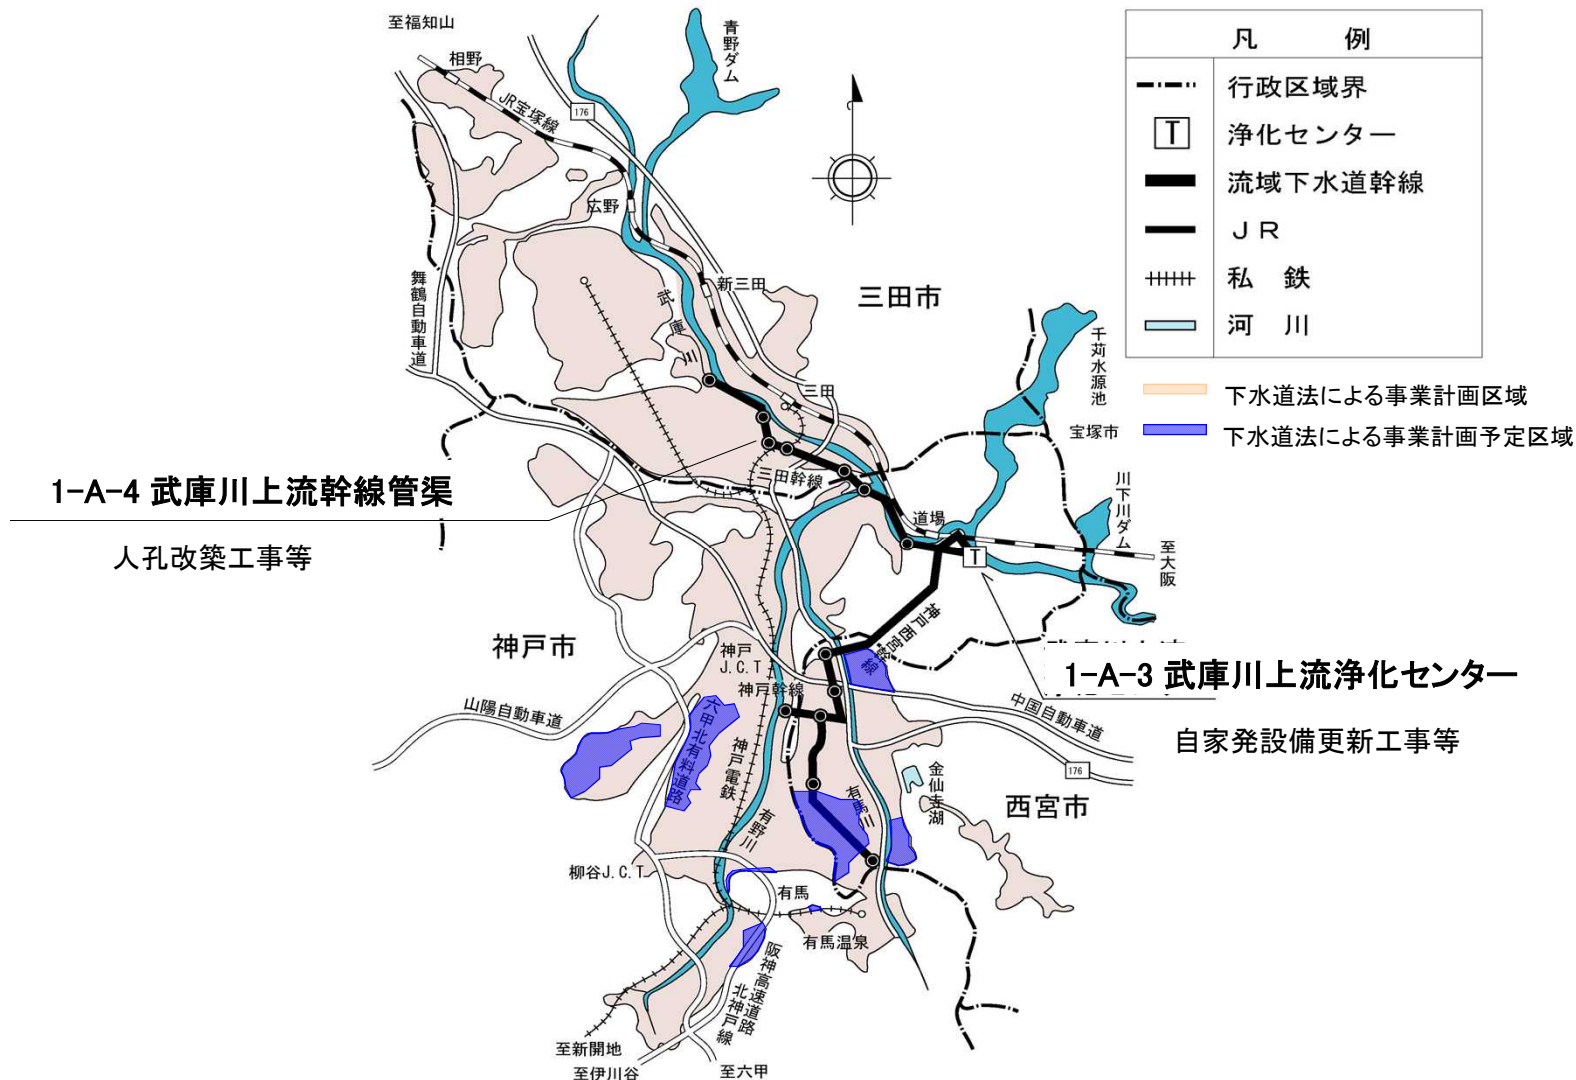 至福知山
相野
JR宝塚線
176
青野ダム
広野
舞鶴自動車道
新三田
武庫川
三田市
三田
千苅水源池
宝塚市
川下川ダム
三田幹線
道場
T
至大阪
凡 例
行政区域界
T 浄化センター
流域下水道幹線
JR
私 鉄
河 川
下水道法による事業計画区域
下水道法による事業計画予定区域
1-A-4 武庫川上流幹線管渠
人孔改築工事等
神戸市
神戸西宮幹線
神戸J.C.T
神戸幹線
1-A-3 武庫川上流浄化センター
自家発設備更新工事等
山陽自動車道
六甲北有料道路
神戸電鉄
中国自動車道
176
金仙寺湖
西宮市
有野川
有馬川
柳谷J.C.T
有馬
有馬温泉
阪神高速道路
北神戸線
至新開地
至伊川谷
至六甲